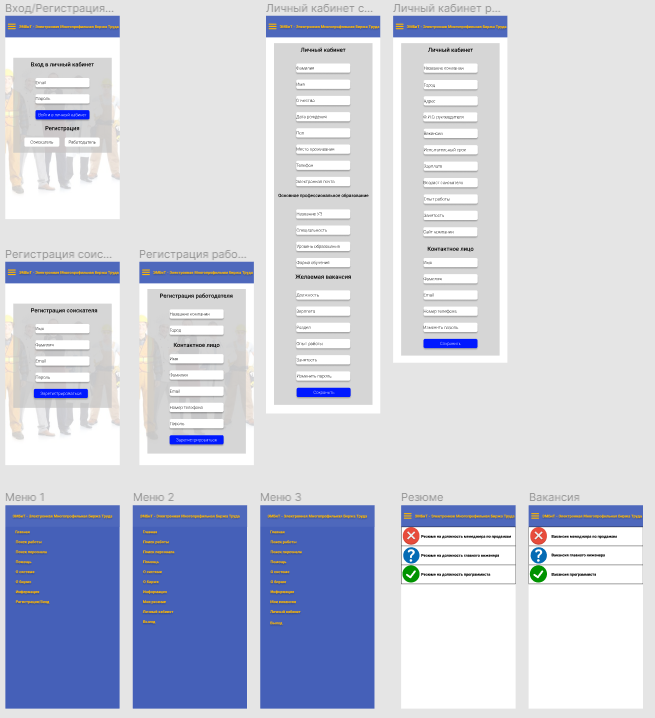 Вход/Регистрация...
ЭМБиТ - Электронная Многопрофильная Биржа Труда
Вход в личный кабинет
Email
Пароль
Войти в личный кабинет
Регистрация
Соискатель
Работодатель
Личный кабинет с...
ЭМБиТ - Электронная Многопрофильная Биржа Труда
Личный кабинет
Фамилия
Имя
Отчество
Дата рождения
Пол
Место проживания
Телефон
Электронная почта
Основное профессиональное образование
Название УЗ
Специальность
Уровень образования
Форма обучения
Желаемая вакансия
Должность
Зарплата
Раздел
Опыт работы
Занятость
Изменить пароль
Сохранить
Личный кабинет р...
ЭМБиТ - Электронная Многопрофильная Биржа Труда
Личный кабинет
Название компании
Город
Адрес
Ф.И.О. руководителя
Вакансии
Испытательный срок
Зарплата
Возраст соискателя
Опыт работы
Занятость
Сайт компании
Контактное лицо
Имя
Фамилия
Email
Номер телефона
Изменить пароль
Сохранить
Регистрация соис...
ЭМБиТ - Электронная Многопрофильная Биржа Труда
Регистрация соискателя
Имя
Фамилия
Email
Пароль
Зарегистрироваться
Регистрация рабо...
ЭМБиТ - Электронная Многопрофильная Биржа Труда
Регистрация работодателя
Название компании
Город
Контактное лицо
Имя
Фамилия
Email
Номер телефона
Пароль
Зарегистрироваться
Меню 1
ЭМБиТ - Электронная Многопрофильная Биржа Труда
Главная
Поиск работы
Поиск персонала
Помощь
О системе
О бирже
Информация
Регистрация/Вход
Меню 2
ЭМБиТ - Электронная Многопрофильная Биржа Труда
Главная
Поиск работы
Поиск персонала
Помощь
О системе
О бирже
Информация
Мои резюме
Личный кабинет
Выход
Меню 3
ЭМБиТ - Электронная Многопрофильная Биржа Труда
Главная
Поиск работы
Поиск персонала
Помощь
О системе
О бирже
Информация
Мои вакансии
Личный кабинет
Выход
Резюме
ЭМБиТ - Электронная Многопрофильная Биржа Труда
Резюме на должность менеджера по продажам
Резюме на должность главного инженера
Резюме на должность программиста
Вакансия
ЭМБиТ - Электронная Многопрофильная Биржа Труда
Вакансия менеджера по продажам
Вакансия главного инженера
Вакансия программиста